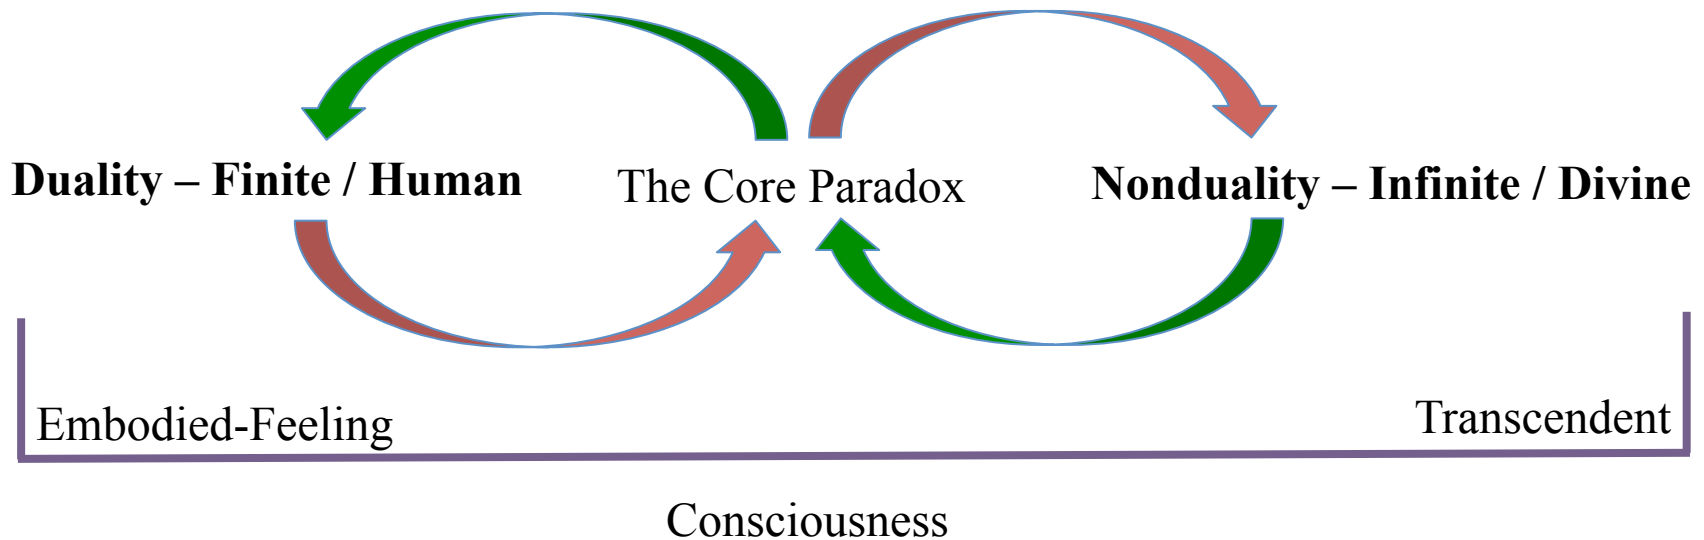 Duality – Finite / Human
The Core Paradox
Nonduality – Infinite / Divine
Embodied-Feeling
Transcendent
Consciousness